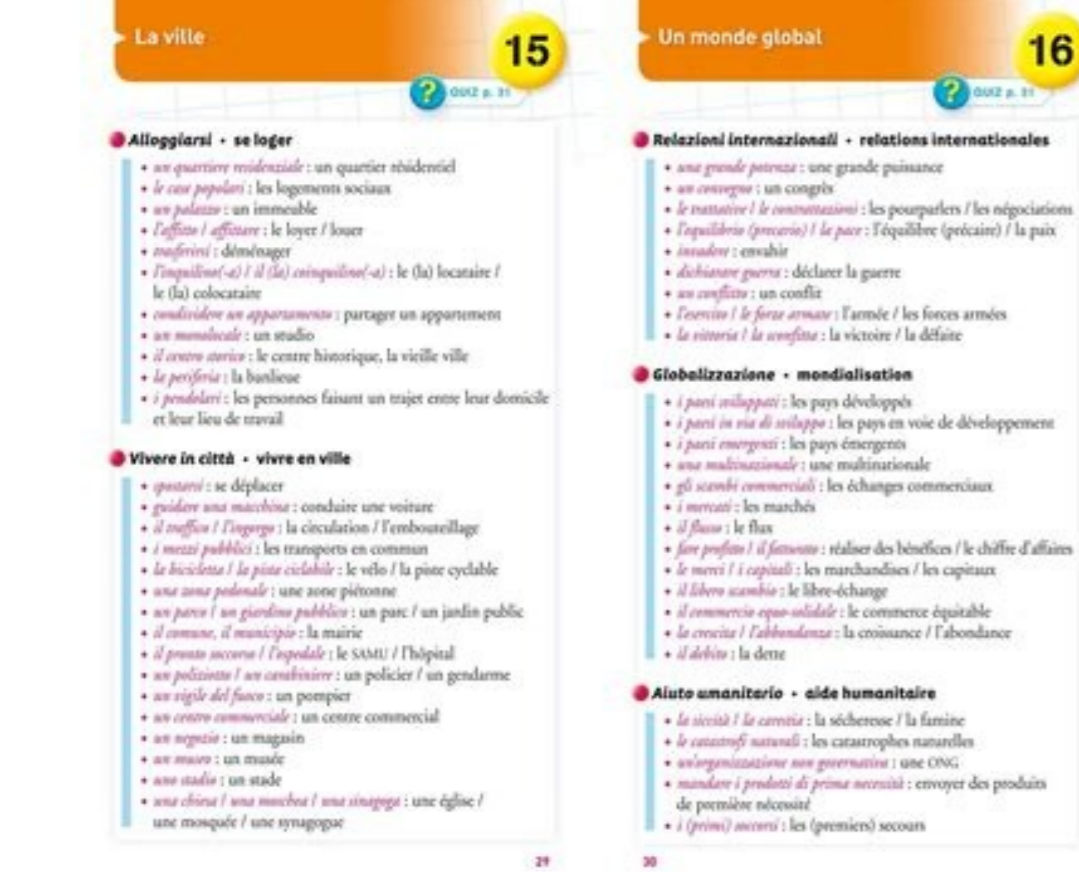 La ville
15
? QUIZ p. 31
Alloggiarsi • se loger
• un quartiere residenziale : un quartier résidentiel
• le case popolari : les logements sociaux
• un palazzo : un immeuble
• l'affitto / affittare : le loyer / louer
• trasferirsi : déménager
• l'inquilino(-a) / il (la) coinquilino(-a) : le (la) locataire /
le (la) colocataire
• condividere un appartamento : partager un appartement
• un monolocale : un studio
• il centro storico : le centre historique, la vieille ville
• la periferia : la banlieue
• i pendolari : les personnes faisant un trajet entre leur domicile
et leur lieu de travail
Vivere in città • vivre en ville
• spostarsi : se déplacer
• guidare una macchina : conduire une voiture
• il traffico / l'ingorgo : la circulation / l'embouteillage
• i mezzi pubblici : les transports en commun
• la bicicletta / la pista ciclabile : le vélo / la piste cyclable
• una zona pedonale : une zone piétonne
• un parco / un giardino pubblico : un parc / un jardin public
• il comune, il municipio : la mairie
• il pronto soccorso / l'ospedale : le SAMU / l'hôpital
• un poliziotto / un carabiniere : un policier / un gendarme
• un vigile del fuoco : un pompier
• un centro commerciale : un centre commercial
• un negozio : un magasin
• un museo : un musée
• uno stadio : un stade
• una chiesa / una moschea / una sinagoga : une église /
une mosquée / une synagogue
29
Un monde global
16
? QUIZ p. 31
Relazioni internazionali • relations internationales
• una grande potenza : une grande puissance
• un convegno : un congrès
• le trattative / le contrattazioni : les pourparlers / les négociations
• l'equilibrio (precario) / la pace : l'équilibre (précaire) / la paix
• invadere : envahir
• dichiarare guerra : déclarer la guerre
• un conflitto : un conflit
• l'esercito / le forze armate : l'armée / les forces armées
• la vittoria / la sconfitta : la victoire / la défaite
Globalizzazione • mondialisation
• i paesi sviluppati : les pays développés
• i paesi in via di sviluppo : les pays en voie de développement
• i paesi emergenti : les pays émergents
• una multinazionale : une multinationale
• gli scambi commerciali : les échanges commerciaux
• i mercati : les marchés
• il flusso : le flux
• fare profitto / il fatturato : réaliser des bénéfices / le chiffre d'affaires
• le merci / i capitali : les marchandises / les capitaux
• il libero scambio : le libre-échange
• il commercio equo-solidale : le commerce équitable
• la crescita / l'abbondanza : la croissance / l'abondance
• il debito : la dette
Aiuto umanitario • aide humanitaire
• la siccità / la carestia : la sécheresse / la famine
• le catastrofi naturali : les catastrophes naturelles
• un'organizzazione non governativa : une ONG
• mandare i prodotti di prima necessità : envoyer des produits
de première nécessité
• i (primi) soccorsi : les (premiers) secours
30